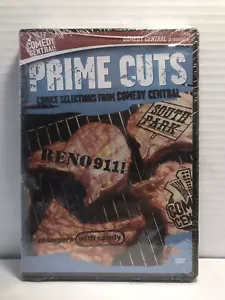 COMEDY CENTRAL
COMEDY CENTRAL presents
PRIME CUTS
CHOICE SELECTIONS FROM COMEDY CENTRAL
SOUTH PARK
RENO 911!
strangers with candy
DVD